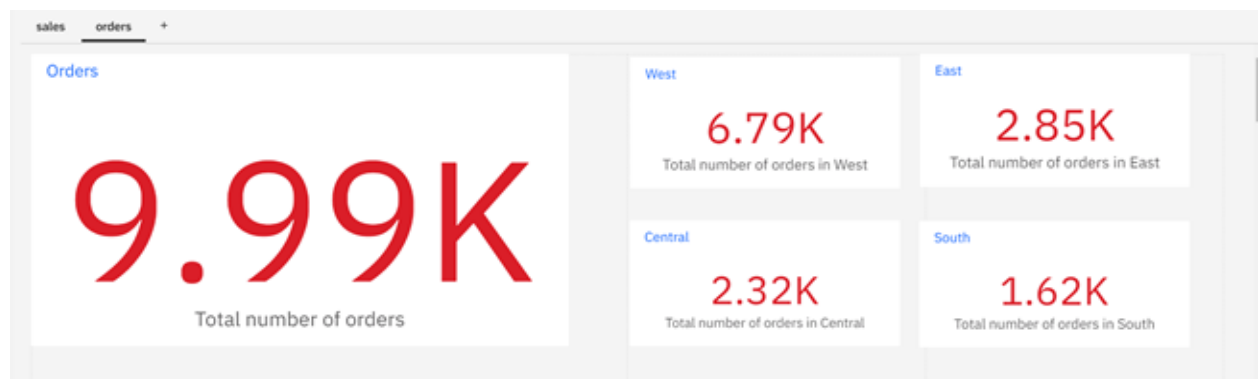 sales orders +
Orders
9.99K
Total number of orders
West
6.79K
Total number of orders in West
East
2.85K
Total number of orders in East
Central
2.32K
Total number of orders in Central
South
1.62K
Total number of orders in South